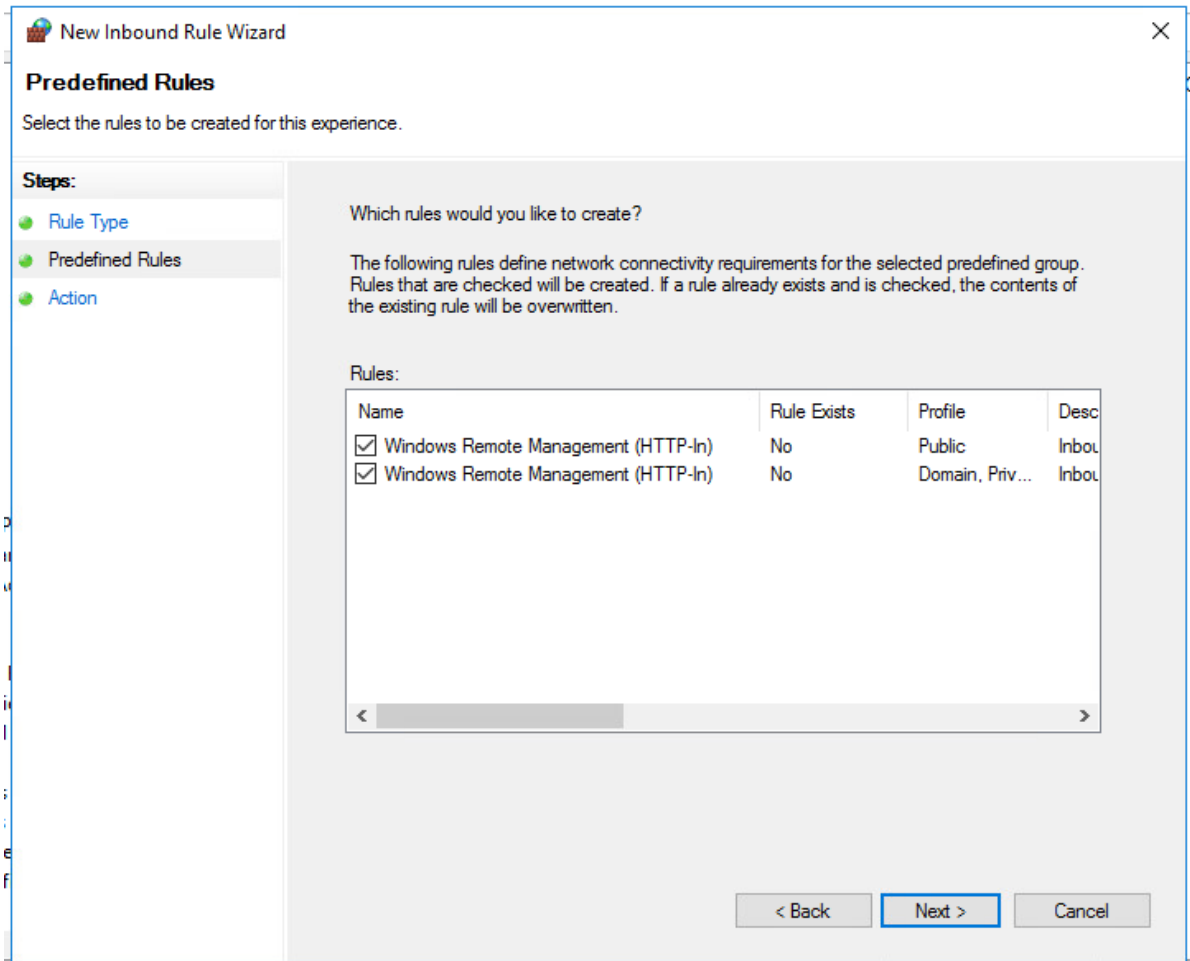 New Inbound Rule Wizard
Predefined Rules
Select the rules to be created for this experience.
Steps:
Rule Type
Predefined Rules
Action
Which rules would you like to create?
The following rules define network connectivity requirements for the selected predefined group.
Rules that are checked will be created. If a rule already exists and is checked, the contents of
the existing rule will be overwritten.
Rules:
Name Rule Exists Profile Desc
Windows Remote Management (HTTP-In) No Public Inbou
Windows Remote Management (HTTP-In) No Domain, Priv... Inbou
< Back Next > Cancel